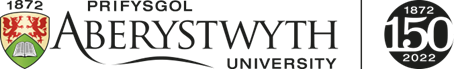 1872 PRIFYSGOL
ABERYSTWYTH
UNIVERSITY
1872
150
2022